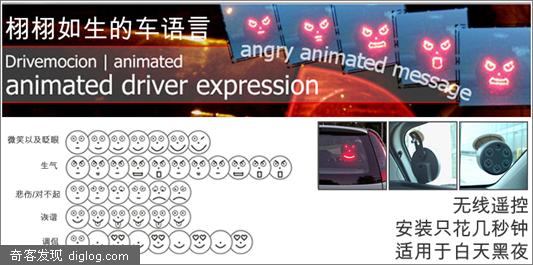 栩栩如生的车语言
Drivemocion | animated
animated driver expression
angry animated message
微笑以及眨眼
生气
悲伤/对不起
诙谐
调侃
无线遥控
安装只花几秒钟
适用于白天黑夜
奇客发现 diglog.com